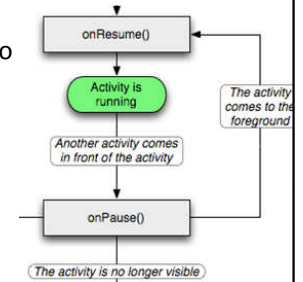 onResume()
o
Activity is
running
The activity
comes to the
foreground
Another activity comes
in front of the activity
onPause()
The activity is no longer visible